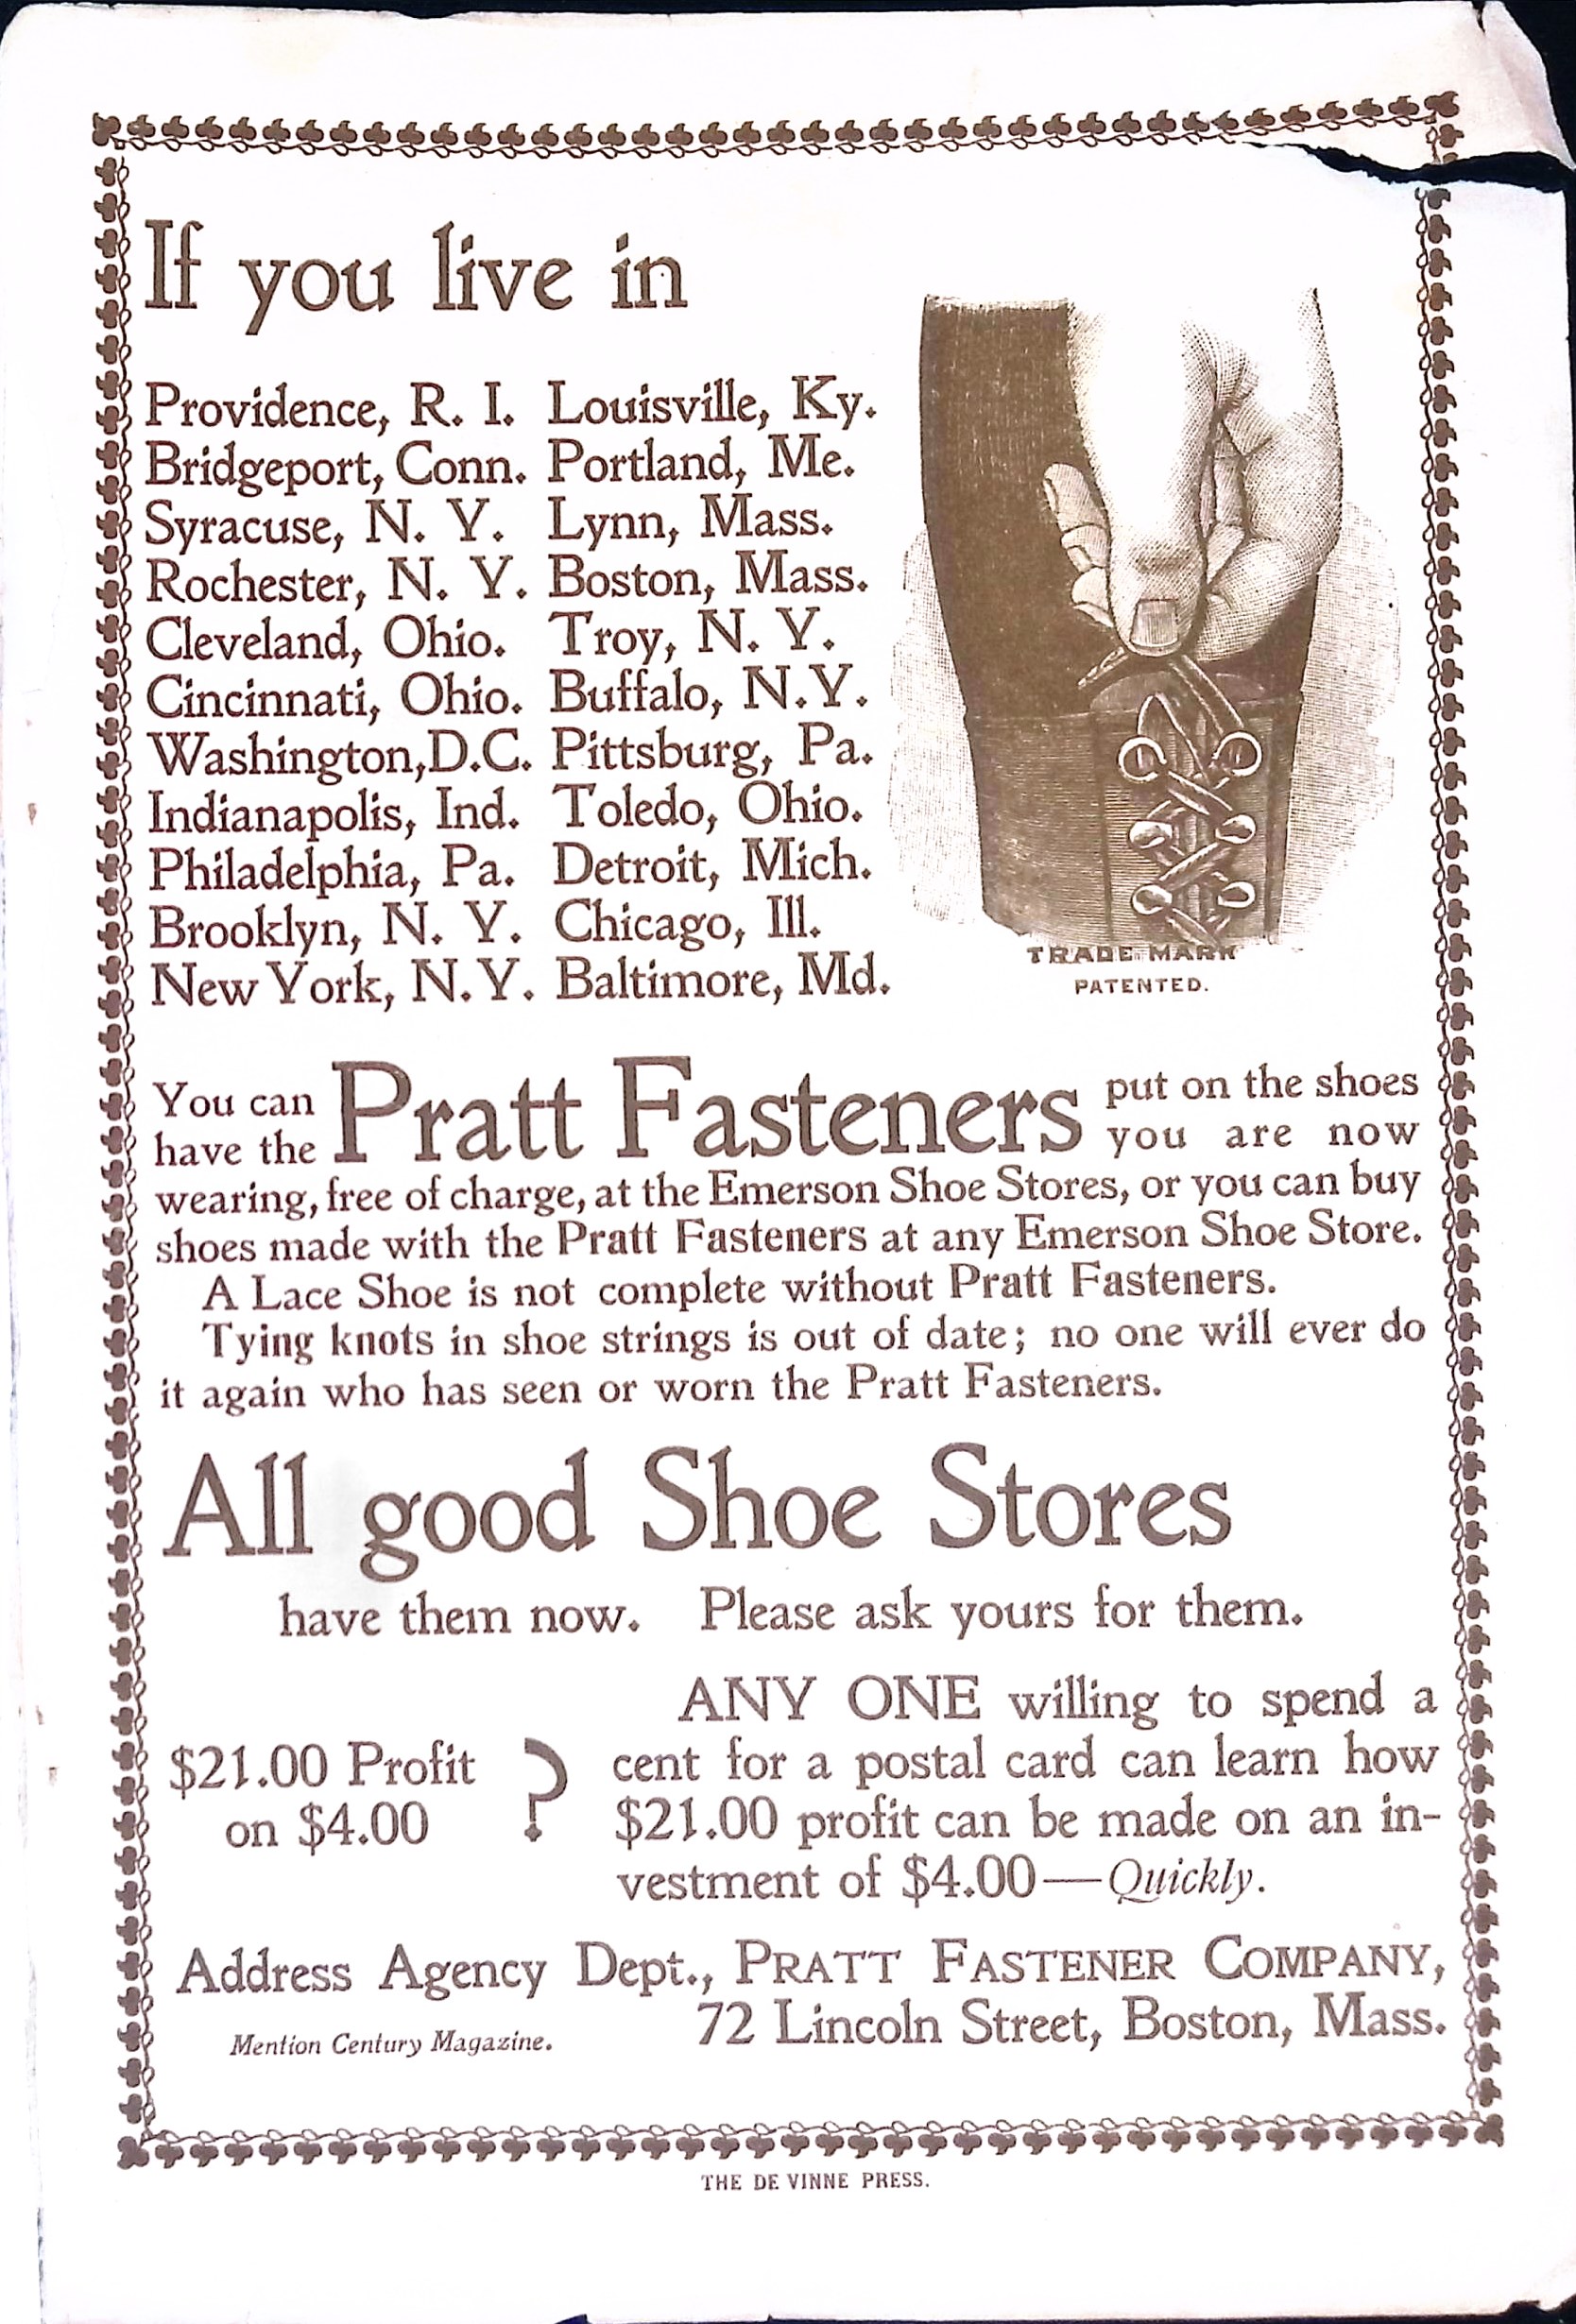 If you live in
Providence, R. I. Louisville, Ky.
Bridgeport, Conn. Portland, Me.
Syracuse, N. Y. Lynn, Mass.
Rochester, N. Y. Boston, Mass.
Cleveland, Ohio. Troy, N. Y.
Cincinnati, Ohio. Buffalo, N.Y.
Washington, D.C. Pittsburg, Pa.
Indianapolis, Ind. Toledo, Ohio.
Philadelphia, Pa. Detroit, Mich.
Brooklyn, N. Y. Chicago, Ill.
New York, N.Y. Baltimore, Md.
TRADE-MARK
PATENTED.
You can have the Pratt Fasteners put on the shoes you are now
wearing, free of charge, at the Emerson Shoe Stores, or you can buy
shoes made with the Pratt Fasteners at any Emerson Shoe Store.
A Lace Shoe is not complete without Pratt Fasteners.
Tying knots in shoe strings is out of date; no one will ever do
it again who has seen or worn the Pratt Fasteners.
All good Shoe Stores
have them now. Please ask yours for them.
$21.00 Profit
on $4.00
?
ANY ONE willing to spend a
cent for a postal card can learn how
$21.00 profit can be made on an in-
vestment of $4.00—Quickly.
Address Agency Dept., PRATT FASTENER COMPANY,
72 Lincoln Street, Boston, Mass.
Mention Century Magazine.
THE DE VINNE PRESS.